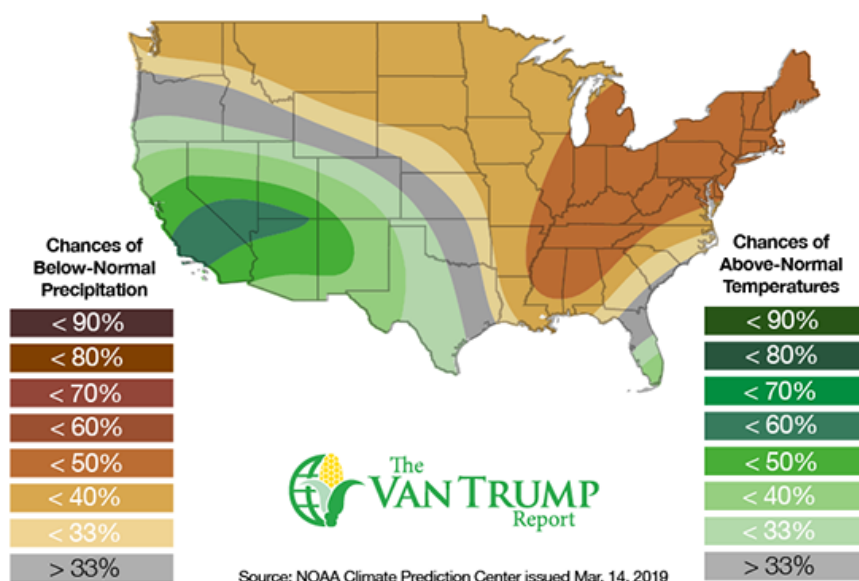 Chances of
Below-Normal
Precipitation
< 90%
< 80%
< 70%
< 60%
< 50%
< 40%
< 33%
> 33%
Chances of
Above-Normal
Temperatures
< 90%
< 80%
< 70%
< 60%
< 50%
< 40%
< 33%
> 33%
The
VAN TRUMP
Report
Source: NOAA Climate Prediction Center issued Mar. 14, 2019